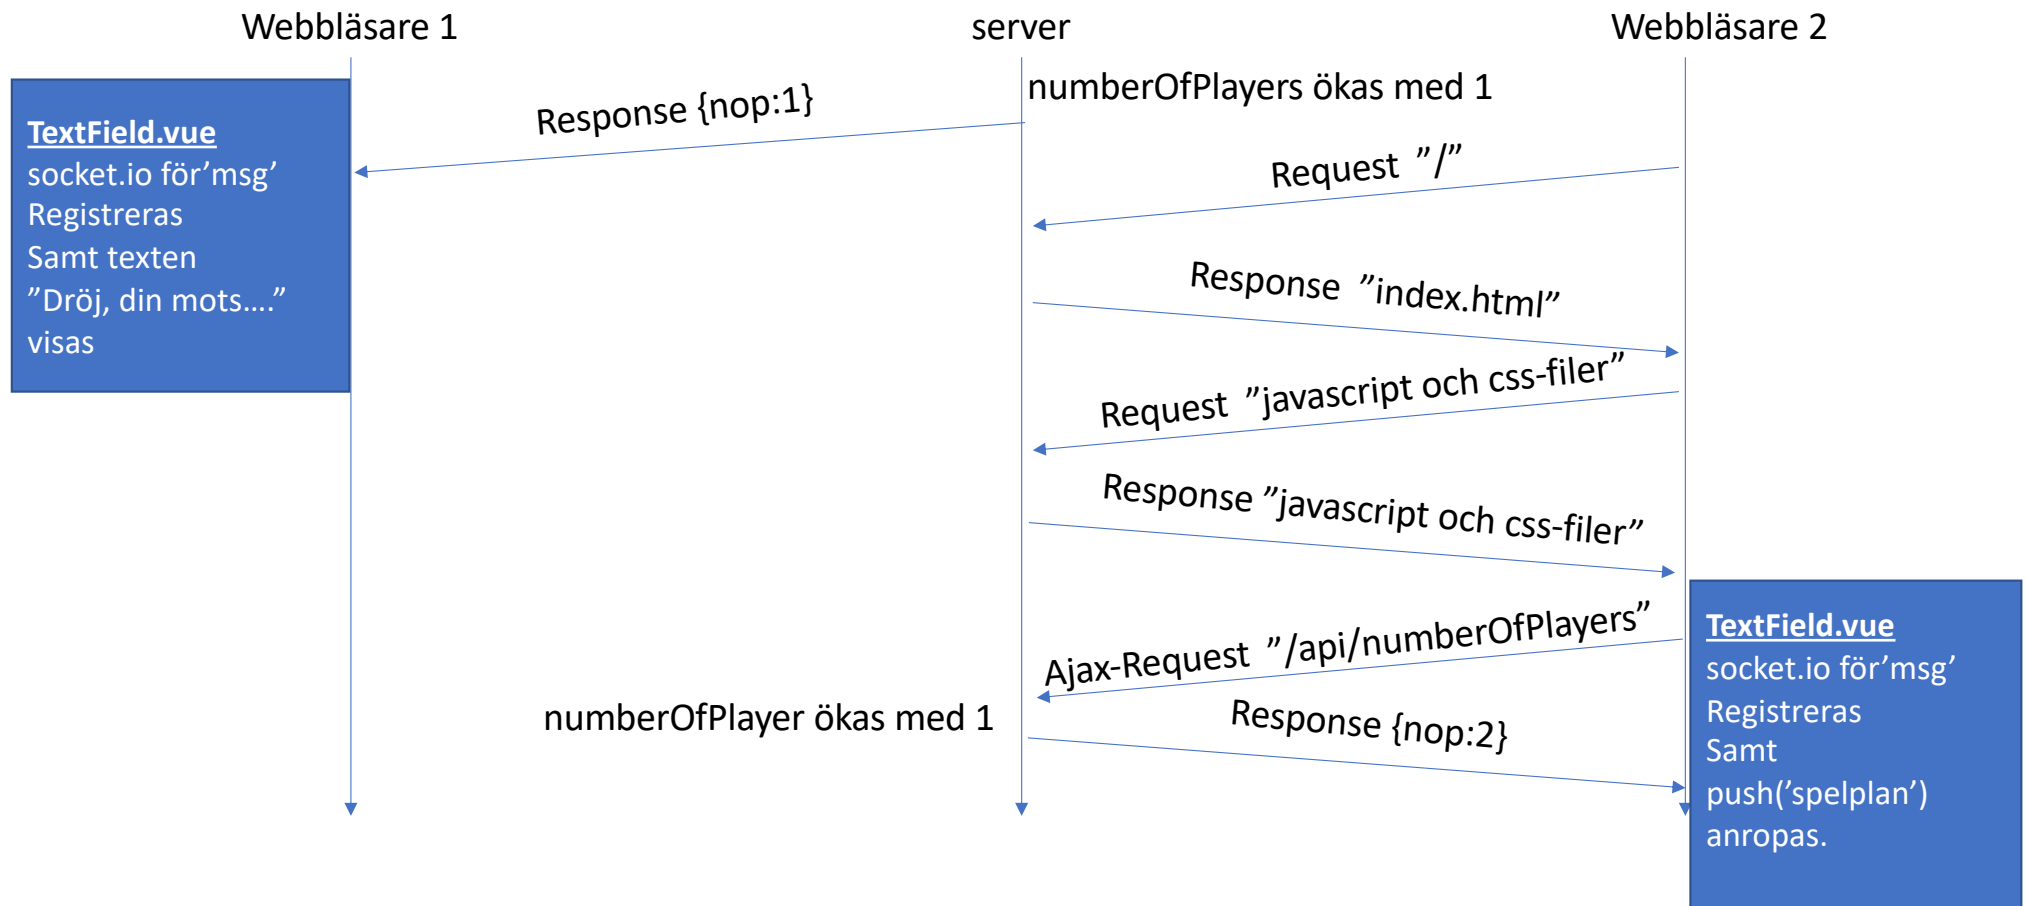 Webbläsare 1
server
Webbläsare 2
numberOfPlayers ökas med 1
Response {nop:1}
TextField.vue
socket.io för’msg’
Registreras
Samt texten
”Dröj, din mots….”
visas
Request ”/”
Response ”index.html”
Request ”javascript och css-filer”
Response ”javascript och css-filer”
Ajax-Request ”/api/numberOfPlayers”
numberOfPlayer ökas med 1
Response {nop:2}
TextField.vue
socket.io för’msg’
Registreras
Samt
push(’spelplan’)
anropas.